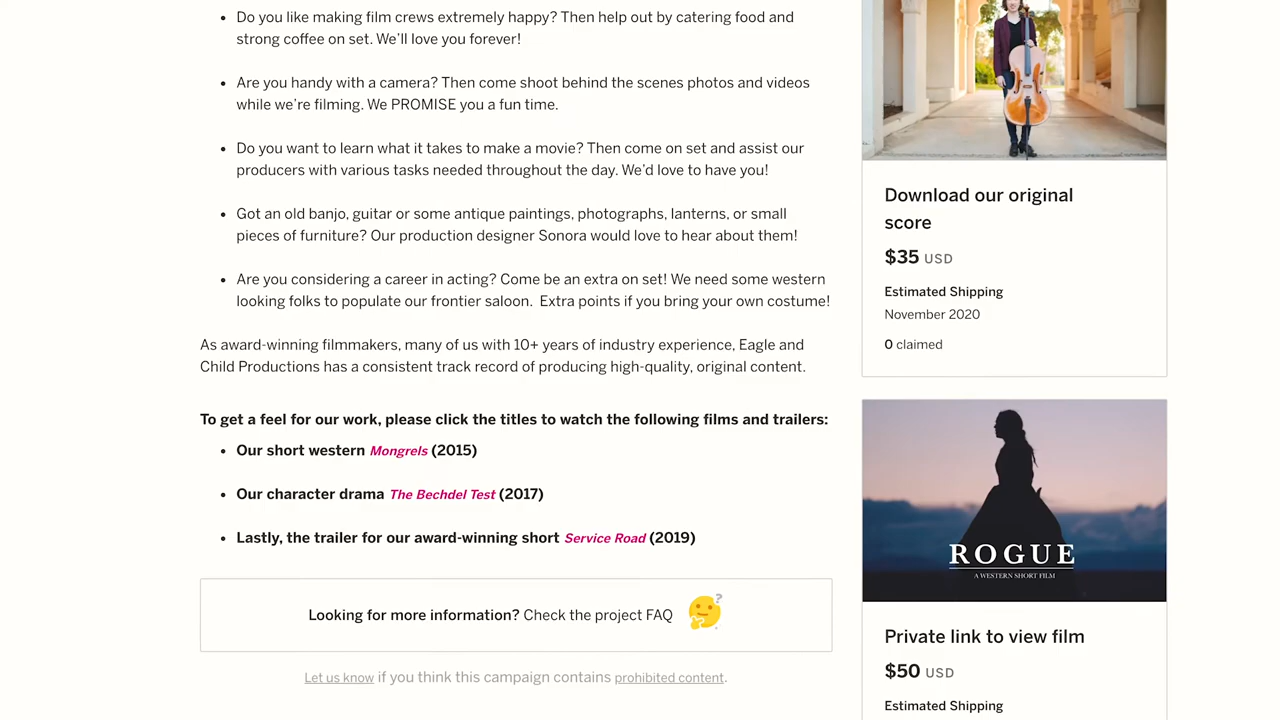 Do you like making film crews extremely happy? Then help out by catering food and
strong coffee on set. We'll love you forever!
Are you handy with a camera? Then come shoot behind the scenes photos and videos
while we're filming. We PROMISE you a fun time.
Do you want to learn what it takes to make a movie? Then come on set and assist our
producers with various tasks needed throughout the day. We'd love to have you!
Got an old banjo, guitar or some antique paintings, photographs, lanterns, or small
pieces of furniture? Our production designer Sonora would love to hear about them!
Are you considering a career in acting? Come be an extra on set! We need some western
looking folks to populate our frontier saloon.  Extra points if you bring your own costume!
As award-winning filmmakers, many of us with 10+ years of industry experience, Eagle and
Child Productions has a consistent track record of producing high-quality, original content.
To get a feel for our work, please click the titles to watch the following films and trailers:
Our short western Mongrels (2015)
Our character drama The Bechdel Test (2017)
Lastly, the trailer for our award-winning short Service Road (2019)
Looking for more information? Check the project FAQ
Let us know if you think this campaign contains prohibited content.
Download our original
score
$35 USD
Estimated Shipping
November 2020
0 claimed
ROGUE
A WESTERN SHORT FILM
Private link to view film
$50 USD
Estimated Shipping